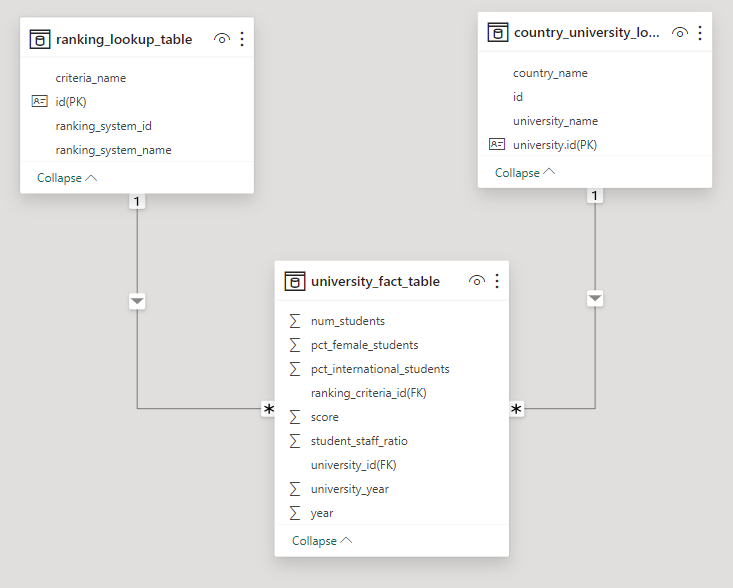 ranking_lookup_table
criteria_name
id(PK)
ranking_system_id
ranking_system_name
Collapse
country_university_lo...
country_name
id
university_name
university.id(PK)
Collapse
1
1
university_fact_table
num_students
pct_female_students
pct_international_students
ranking_criteria_id(FK)
score
student_staff_ratio
university_id(FK)
university_year
year
Collapse
*
*